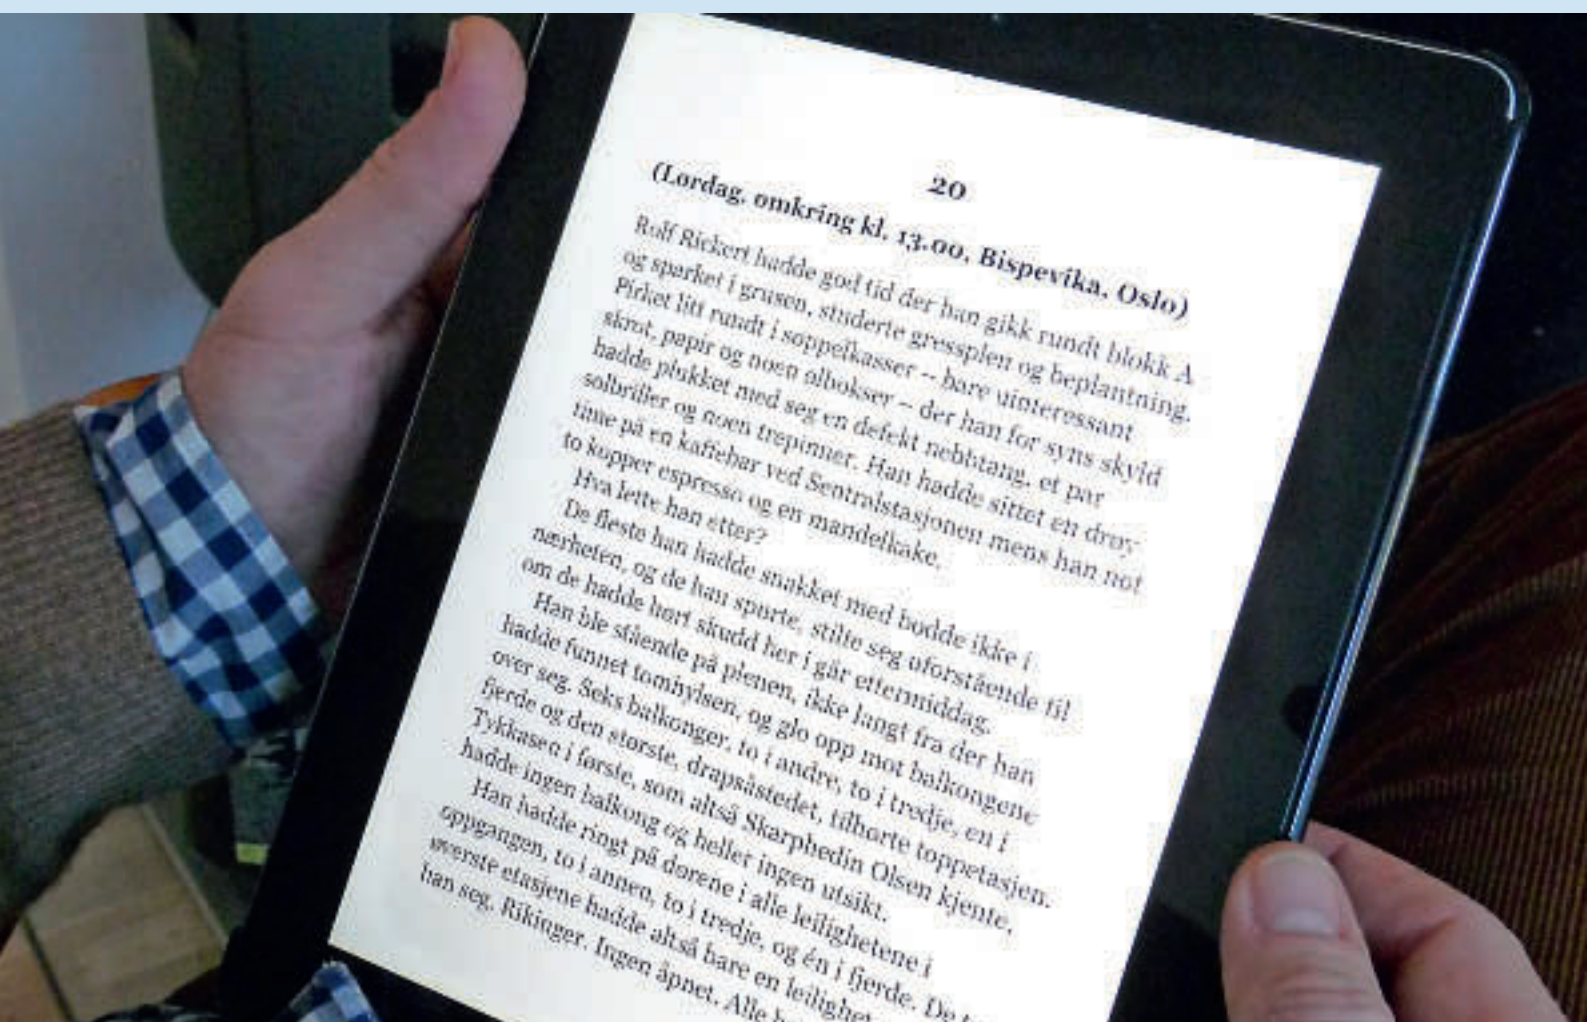 20
(Lørdag, omkring kl. 13.00, Bispevika, Oslo)
Rolf Rickert hadde god tid der han gikk rundt blokk A
og sparket i grusen, studerte gressplen og beplantning.
Pirket litt rundt i søppelkasser – bare uinteressant
skrot, papir og noen ølbokser – der han for syns skyld
hadde plukket med seg en defekt nebbtang, et par
solbriller og noen trepinner. Han hadde sittet en drøy
time på en kaffebar ved Sentralstasjonen mens han nøt
to kopper espresso og en mandelkake.
Hva lette han etter?
De fleste han hadde snakket med bodde ikke i
nærheten, og de han spurte, stilte seg uforstående til
om de hadde hørt skudd her i går ettermiddag.
Han ble stående på plenen, ikke langt fra der han
hadde funnet tomhylsen, og glo opp mot balkongene
over seg. Seks balkonger, to i andre, to i tredje, en i
fjerde og den største, drapsåstedet, tilhørte toppetasjen.
Tykkasen i første, som altså Skarphedin Olsen kjente,
hadde ingen balkong og heller ingen utsikt.
Han hadde ringt på dørene i alle leilighetene i
oppgangen, to i annen, to i tredje, og én i fjerde. De
øverste etasjene hadde altså bare en leilighet
han seg. Rikinger. Ingen åpnet. Alle